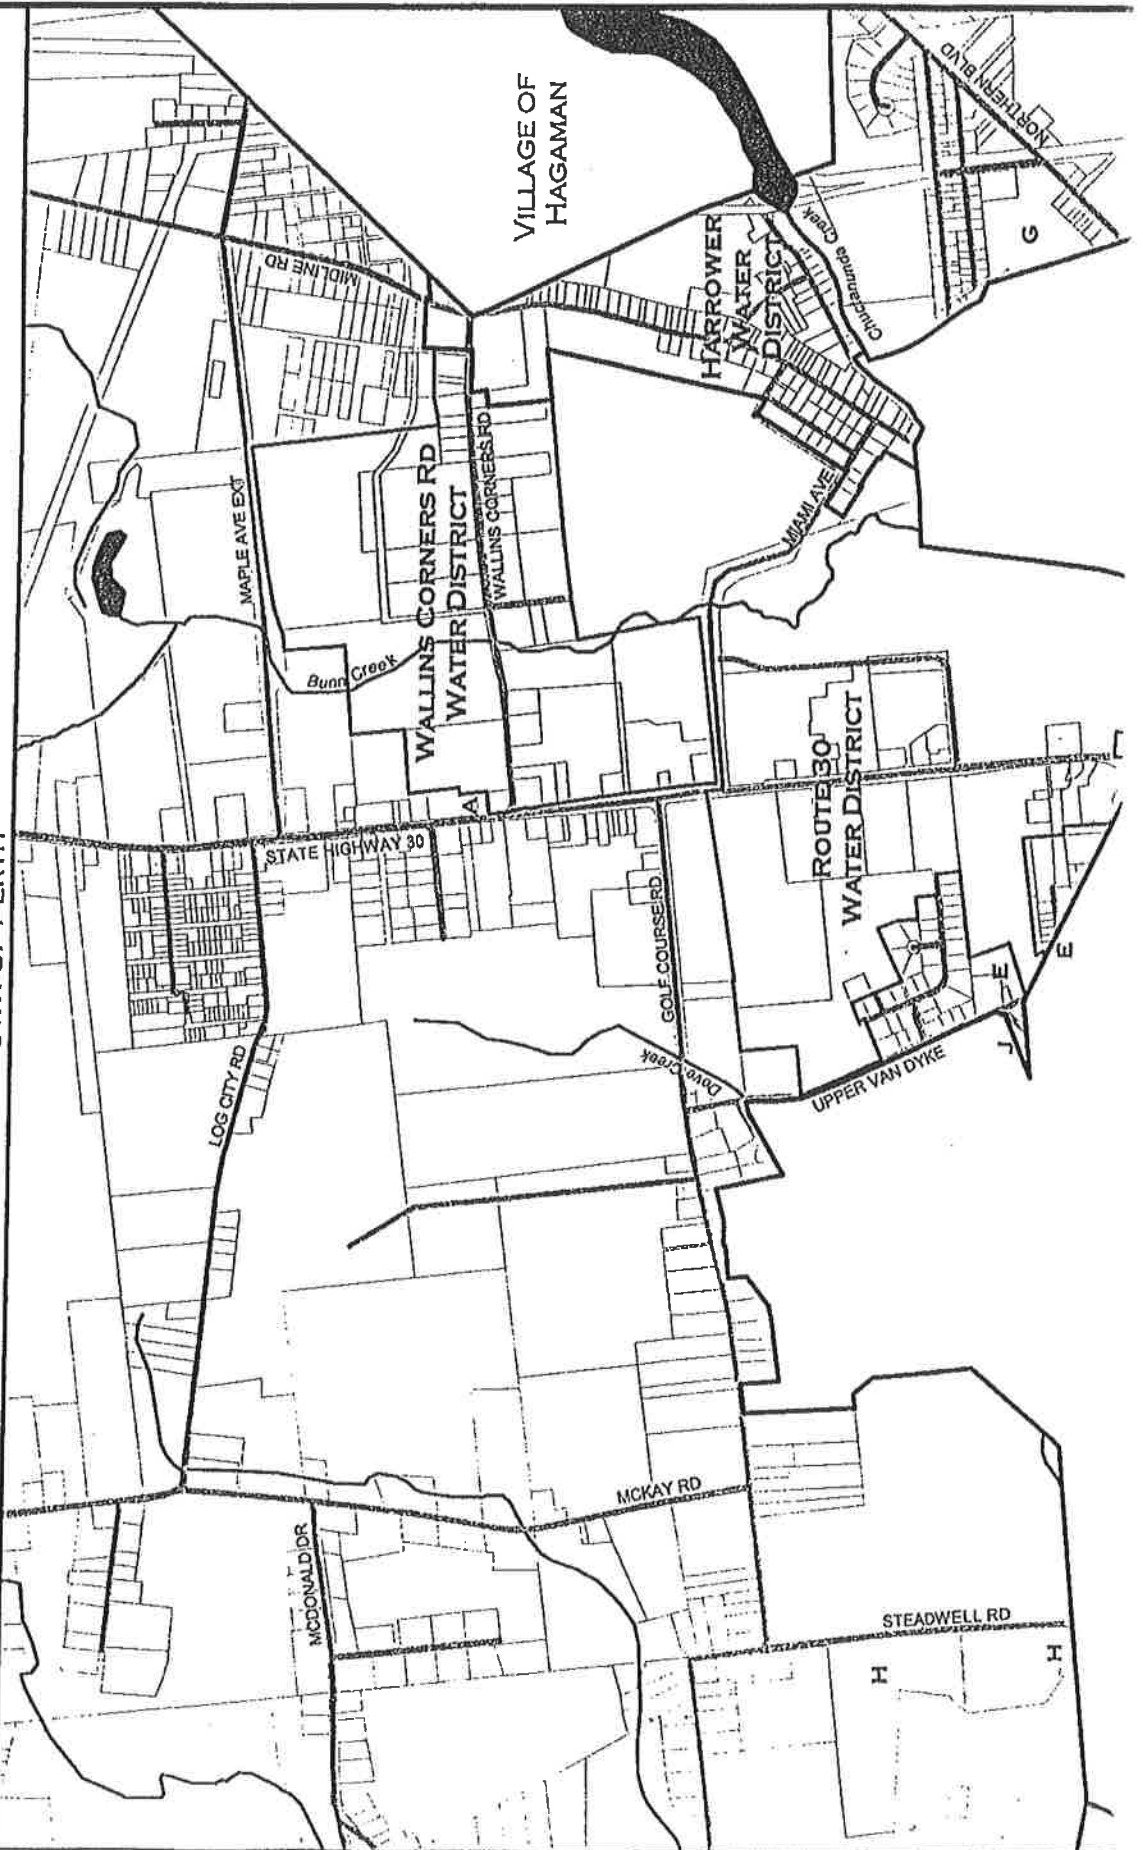 VILLAGE OF
HAGAMAN
NORTHERN BLVD
G
MIDLINE RD
HARROWER
WATER
DISTRICT
Chuctanunda Creek
MAPLE AVE EXT
WALLINS CORNERS RD
WATER DISTRICT
WALLINS CORNERS RD
MIAMI AVE
Bunn Creek
A
STATE HIGHWAY 30
ROUTE 30
WATER DISTRICT
GOLF COURSE RD
E
E
J
LOG CITY RD
Dove Creek
UPPER VAN DYKE
MCKAY RD
MCDONALD DR
STEADWELL RD
H
H